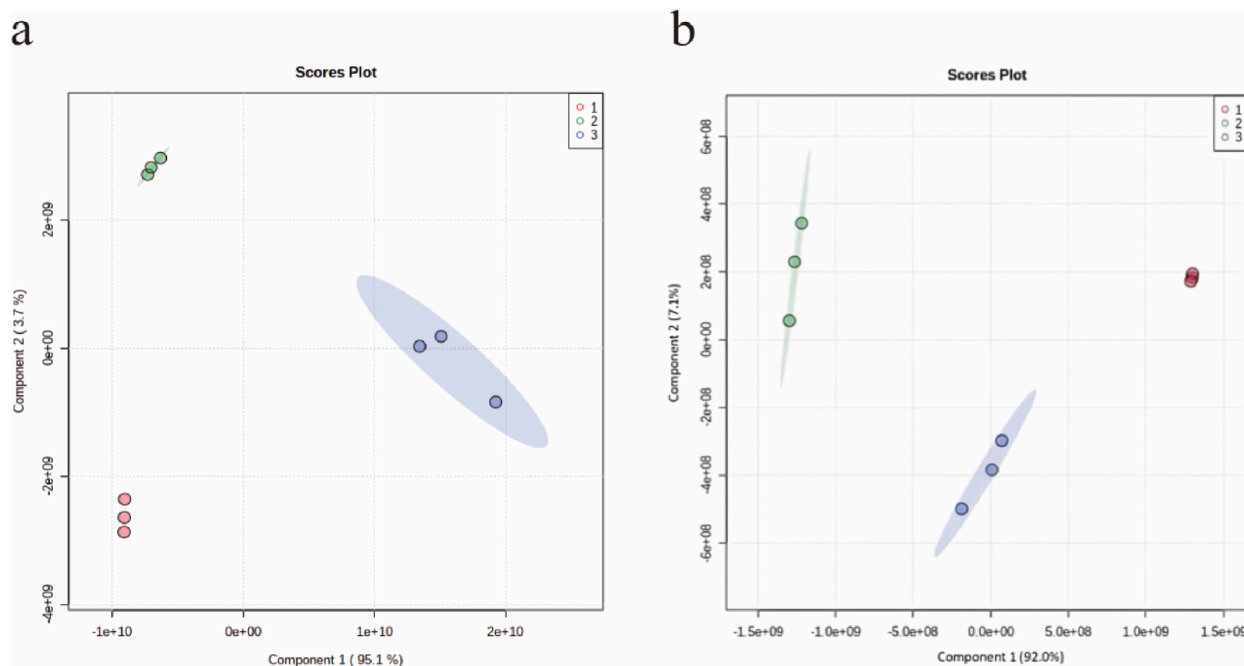 a
Scores Plot
1
2
3
2e+09
0e+00
-2e+09
-4e+09
Component 2 ( 3.7 %)
-1e+10 0e+00 1e+10 2e+10
Component 1 ( 95.1 %)
b
Scores Plot
1
2
3
6e+08
4e+08
2e+08
0e+00
-2e+08
-4e+08
-6e+08
Component 2 (7.1%)
-1.5e+09 -1.0e+09 -5.0e+08 0.0e+00 5.0e+08 1.0e+09 1.5e+09
Component 1 (92.0%)